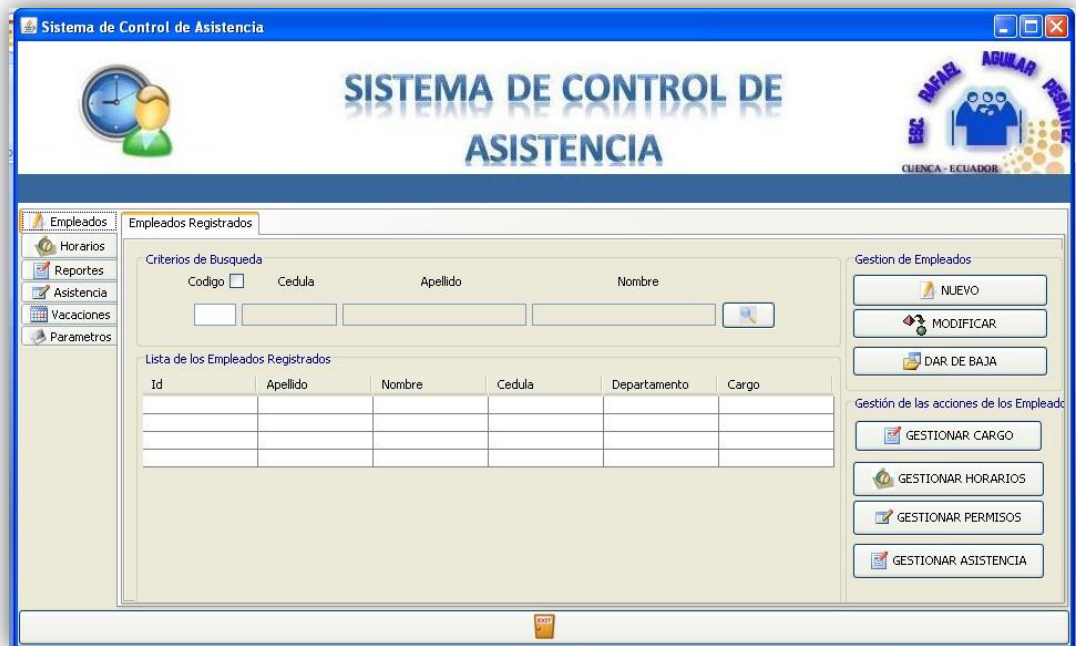 Sistema de Control de Asistencia
SISTEMA DE CONTROL DE
ASISTENCIA
ESC RAFAEL AGUILAR PESANTEZ
CUENCA - ECUADOR
Empleados
Horarios
Reportes
Asistencia
Vacaciones
Parametros
Empleados Registrados
Criterios de Busqueda
Codigo Cedula Apellido Nombre
Lista de los Empleados Registrados
Id Apellido Nombre Cedula Departamento Cargo
Gestion de Empleados
NUEVO
MODIFICAR
DAR DE BAJA
Gestión de las acciones de los Empleado
GESTIONAR CARGO
GESTIONAR HORARIOS
GESTIONAR PERMISOS
GESTIONAR ASISTENCIA
EXIT